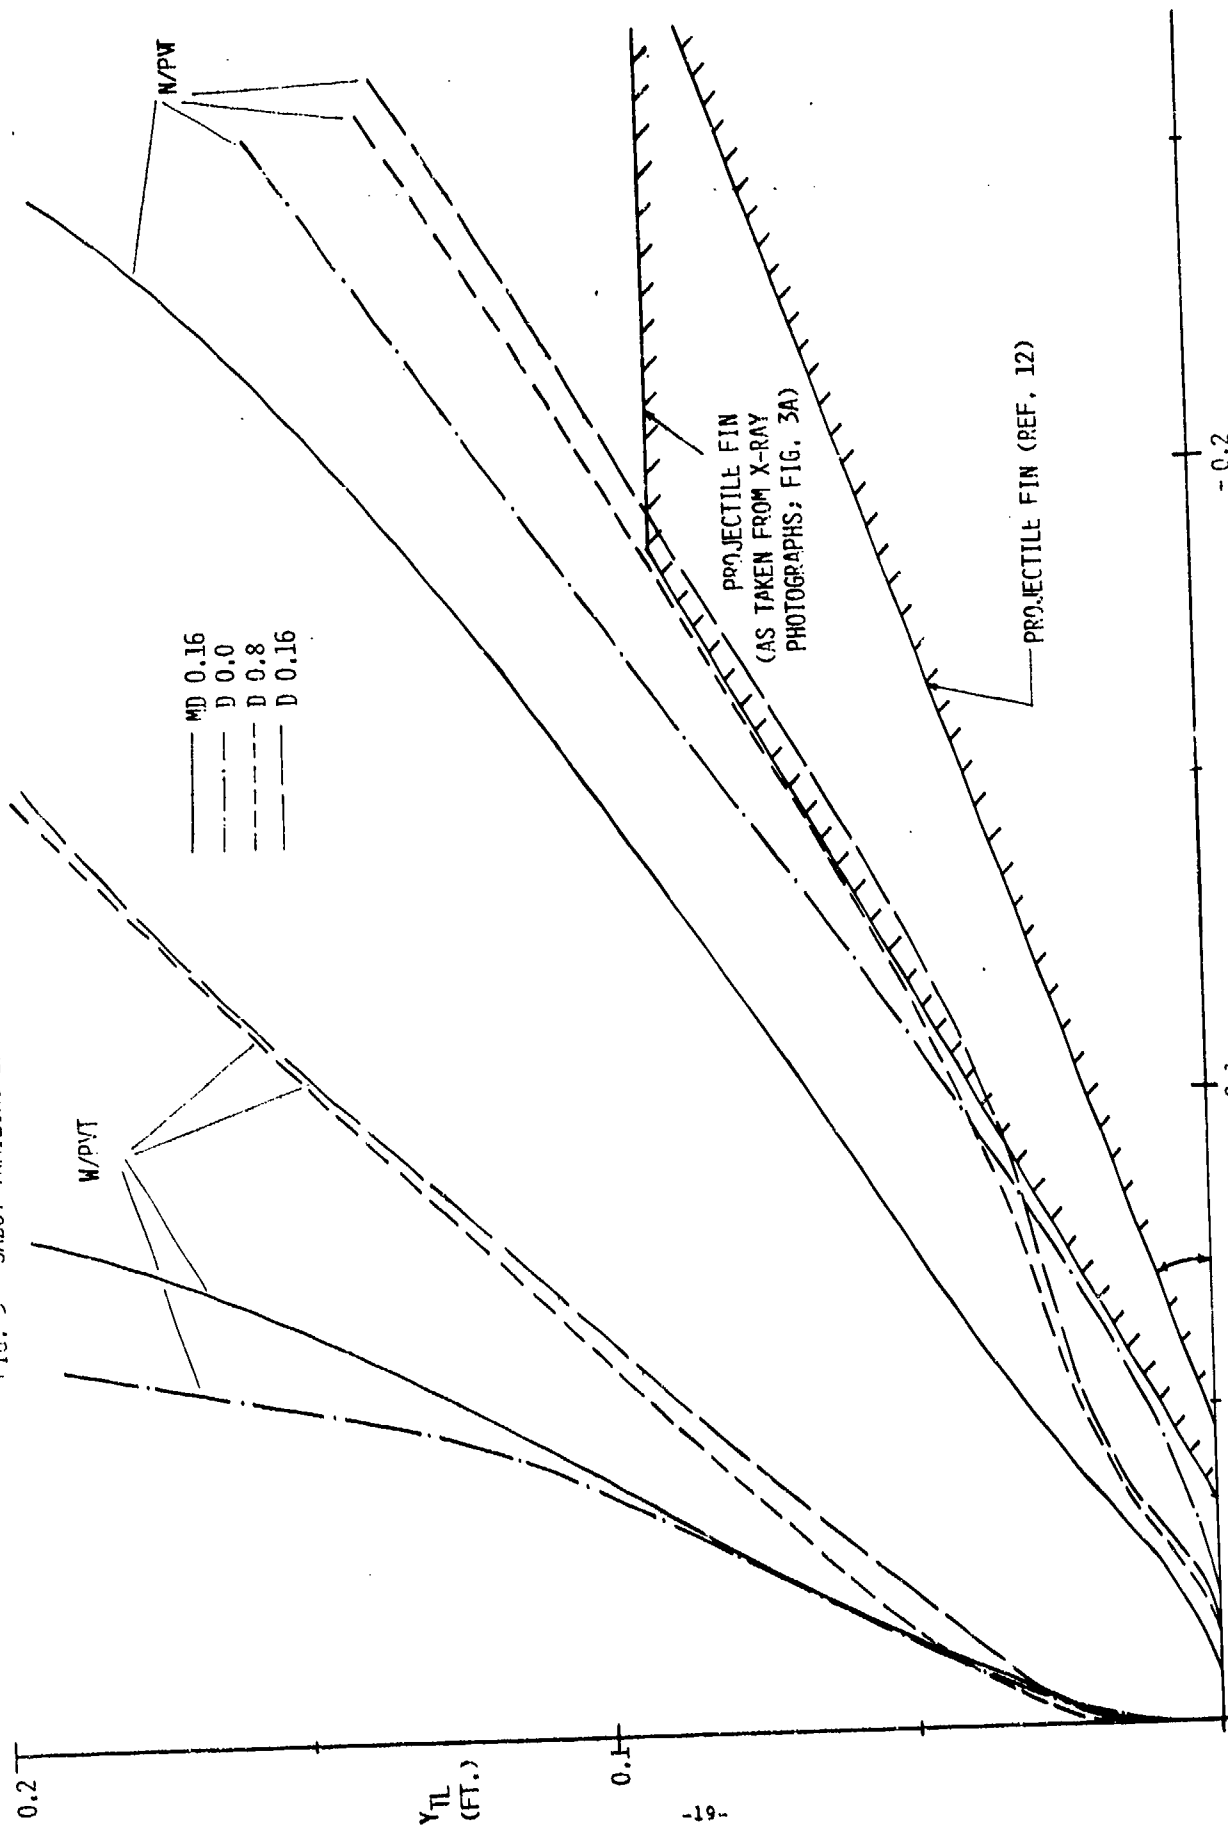 0.2
Y_TL
(FT.)
0.1
-19-
W/PVT
MD 0.16
D 0.0
D 0.8
D 0.16
N/PVT
PROJECTILE FIN
(AS TAKEN FROM X-RAY
PHOTOGRAPHS; FIG. 3A)
PROJECTILE FIN (REF. 12)
-0.2